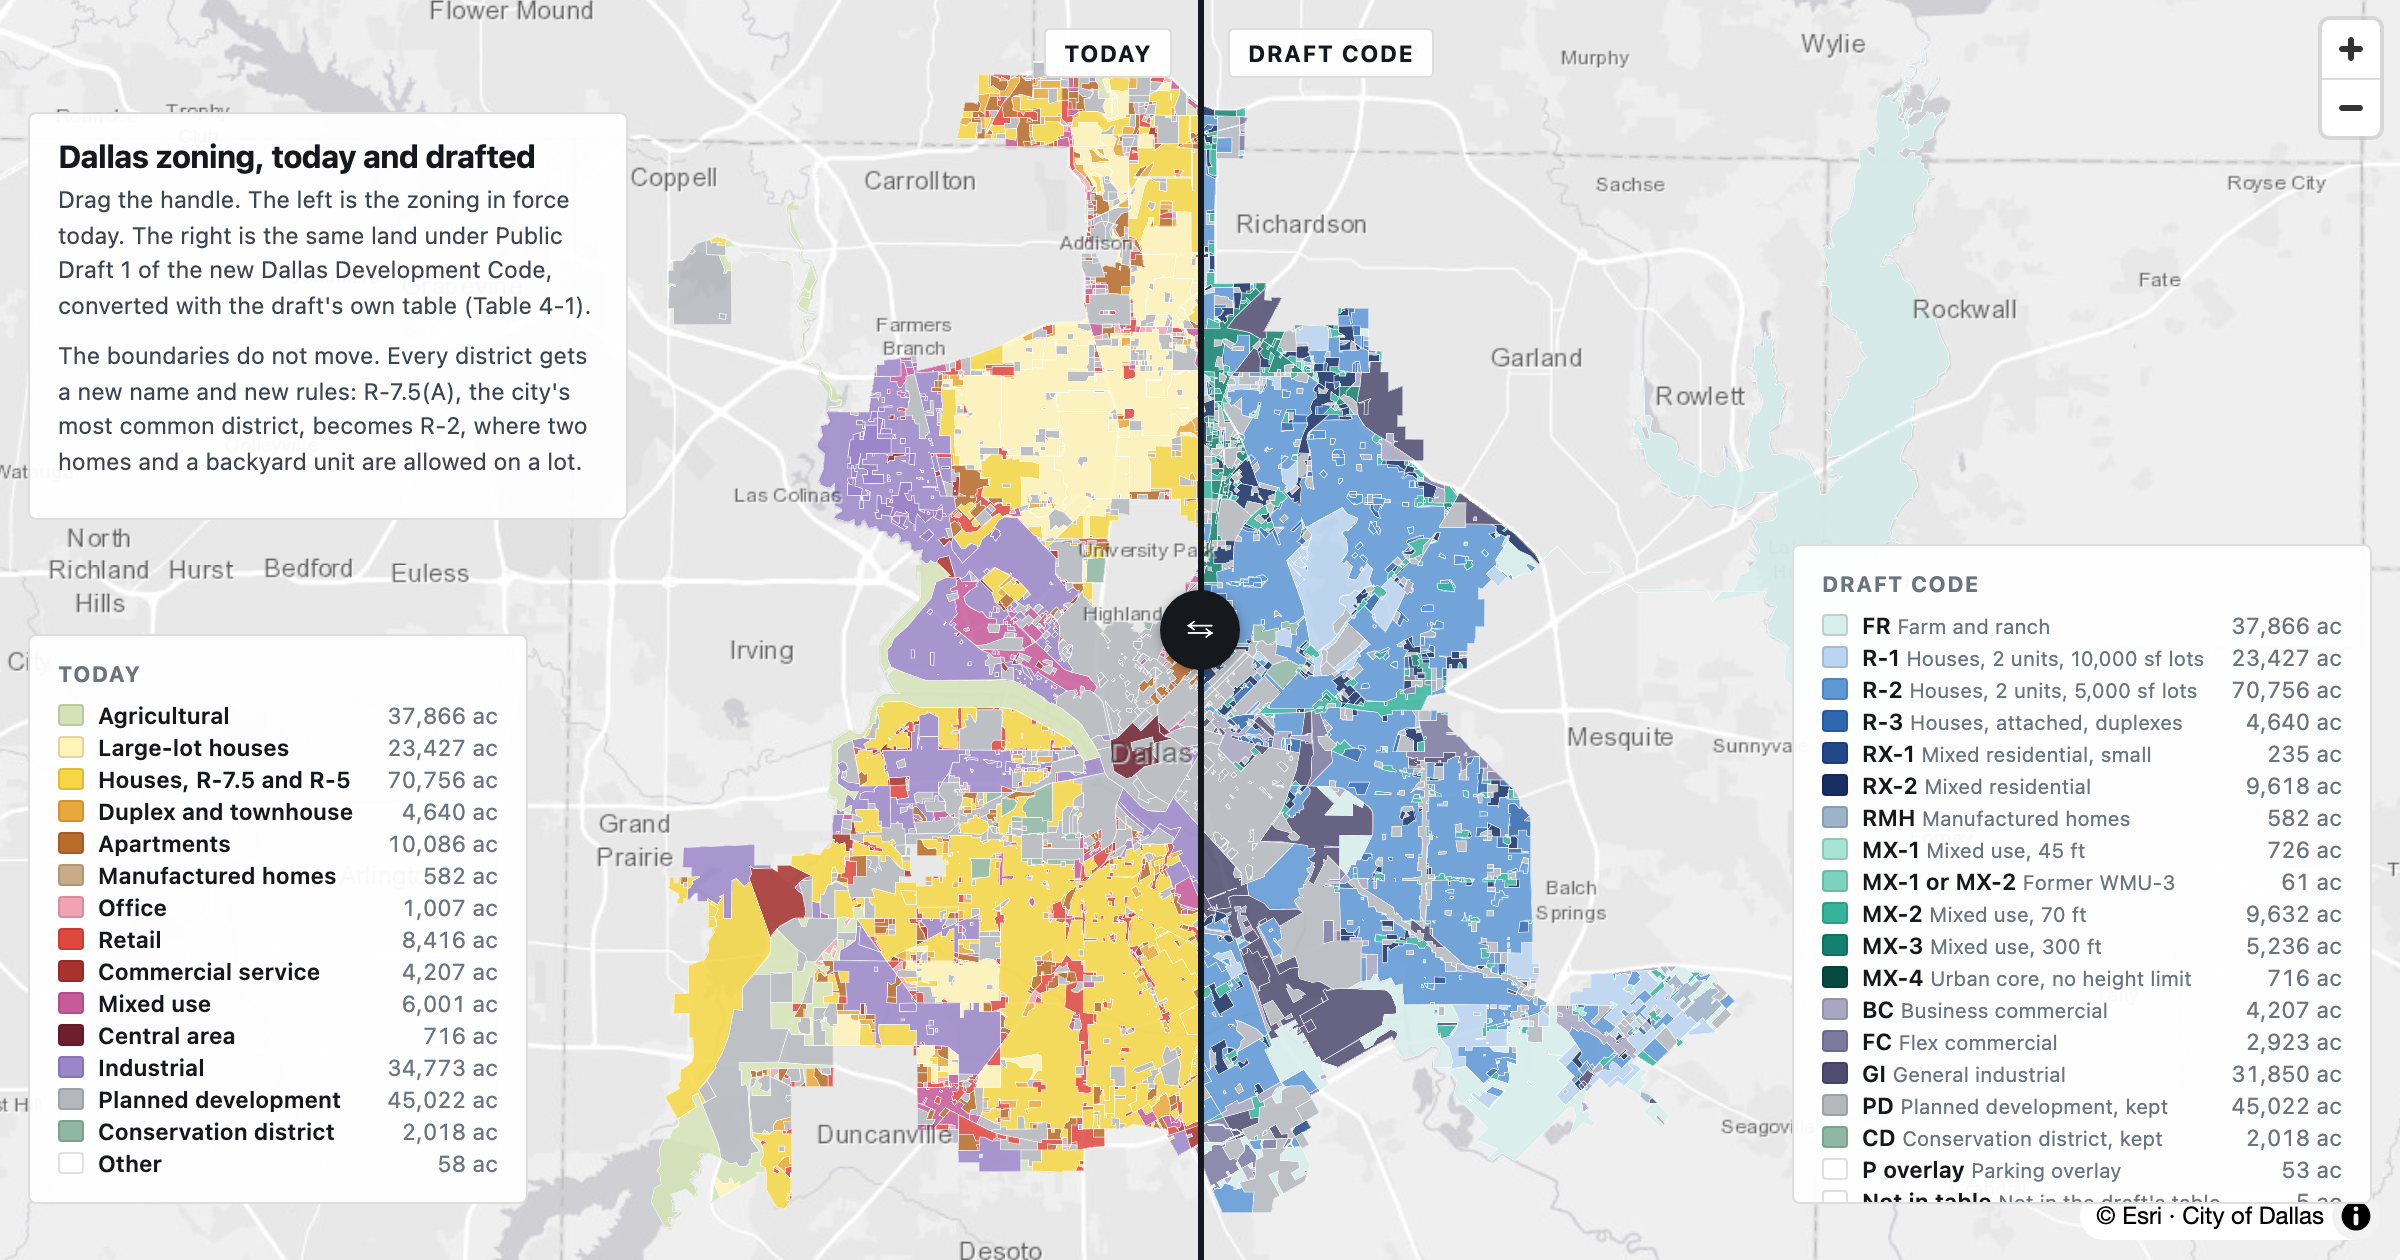 Flower Mound
TODAY
DRAFT CODE
Murphy
Wylie
+
−
Trophy
Coppell
Carrollton
Sachse
Royse City
Richardson
Addison
Fate
Rockwall
Farmers
Branch
Garland
Rowlett
Dallas zoning, today and drafted
Drag the handle. The left is the zoning in force
today. The right is the same land under Public
Draft 1 of the new Dallas Development Code,
converted with the draft's own table (Table 4-1).
The boundaries do not move. Every district gets
a new name and new rules: R-7.5(A), the city's
most common district, becomes R-2, where two
homes and a backyard unit are allowed on a lot.
Las Colinas
North
Richland
Hills
Hurst
Bedford
Euless
University Pa
Highland
Irving
Dallas
Mesquite
Sunnyva
Grand
Prairie
Balch
Springs
Duncanville
Seagovi
Desoto
TODAY
Agricultural 37,866 ac
Large-lot houses 23,427 ac
Houses, R-7.5 and R-5 70,756 ac
Duplex and townhouse 4,640 ac
Apartments 10,086 ac
Manufactured homes 582 ac
Office 1,007 ac
Retail 8,416 ac
Commercial service 4,207 ac
Mixed use 6,001 ac
Central area 716 ac
Industrial 34,773 ac
Planned development 45,022 ac
Conservation district 2,018 ac
Other 58 ac
DRAFT CODE
FR Farm and ranch 37,866 ac
R-1 Houses, 2 units, 10,000 sf lots 23,427 ac
R-2 Houses, 2 units, 5,000 sf lots 70,756 ac
R-3 Houses, attached, duplexes 4,640 ac
RX-1 Mixed residential, small 235 ac
RX-2 Mixed residential 9,618 ac
RMH Manufactured homes 582 ac
MX-1 Mixed use, 45 ft 726 ac
MX-1 or MX-2 Former WMU-3 61 ac
MX-2 Mixed use, 70 ft 9,632 ac
MX-3 Mixed use, 300 ft 5,236 ac
MX-4 Urban core, no height limit 716 ac
BC Business commercial 4,207 ac
FC Flex commercial 2,923 ac
GI General industrial 31,850 ac
PD Planned development, kept 45,022 ac
CD Conservation district, kept 2,018 ac
P overlay Parking overlay 53 ac
Not in table Not in the draft's table 5 ac
© Esri · City of Dallas